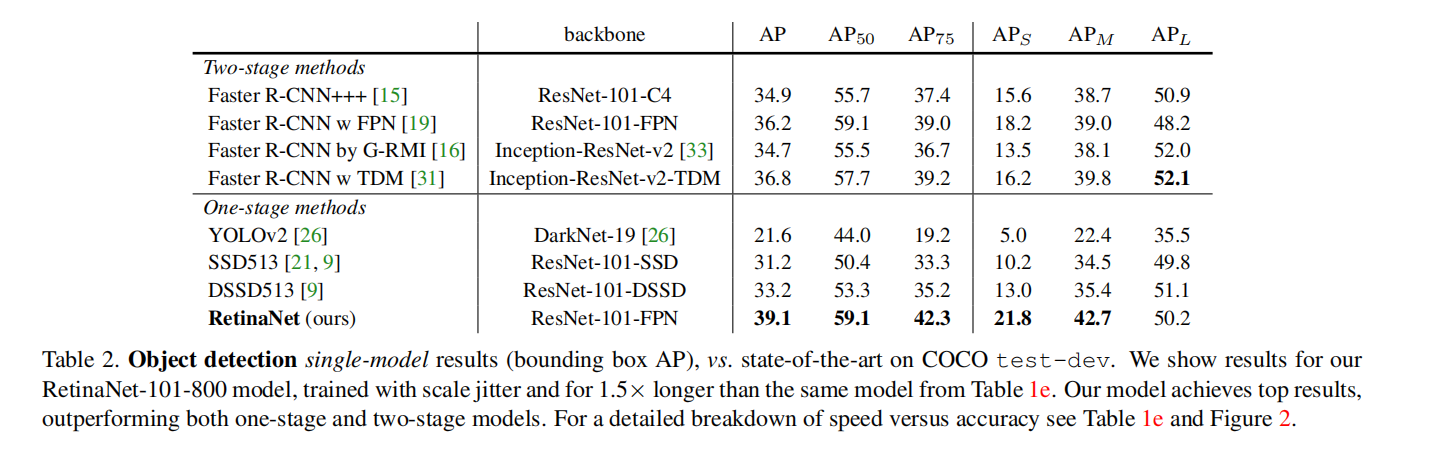 backbone AP AP50 AP75 APS APM APL
Two-stage methods
Faster R-CNN+++ [15] ResNet-101-C4 34.9 55.7 37.4 15.6 38.7 50.9
Faster R-CNN w FPN [19] ResNet-101-FPN 36.2 59.1 39.0 18.2 39.0 48.2
Faster R-CNN by G-RMI [16] Inception-ResNet-v2 [33] 34.7 55.5 36.7 13.5 38.1 52.0
Faster R-CNN w TDM [31] Inception-ResNet-v2-TDM 36.8 57.7 39.2 16.2 39.8 52.1
One-stage methods
YOLOv2 [26] DarkNet-19 [26] 21.6 44.0 19.2 5.0 22.4 35.5
SSD513 [21, 9] ResNet-101-SSD 31.2 50.4 33.3 10.2 34.5 49.8
DSSD513 [9] ResNet-101-DSSD 33.2 53.3 35.2 13.0 35.4 51.1
RetinaNet (ours) ResNet-101-FPN 39.1 59.1 42.3 21.8 42.7 50.2
Table 2. Object detection single-model results (bounding box AP), vs. state-of-the-art on COCO test-dev. We show results for our
RetinaNet-101-800 model, trained with scale jitter and for 1.5× longer than the same model from Table 1e. Our model achieves top results,
outperforming both one-stage and two-stage models. For a detailed breakdown of speed versus accuracy see Table 1e and Figure 2.